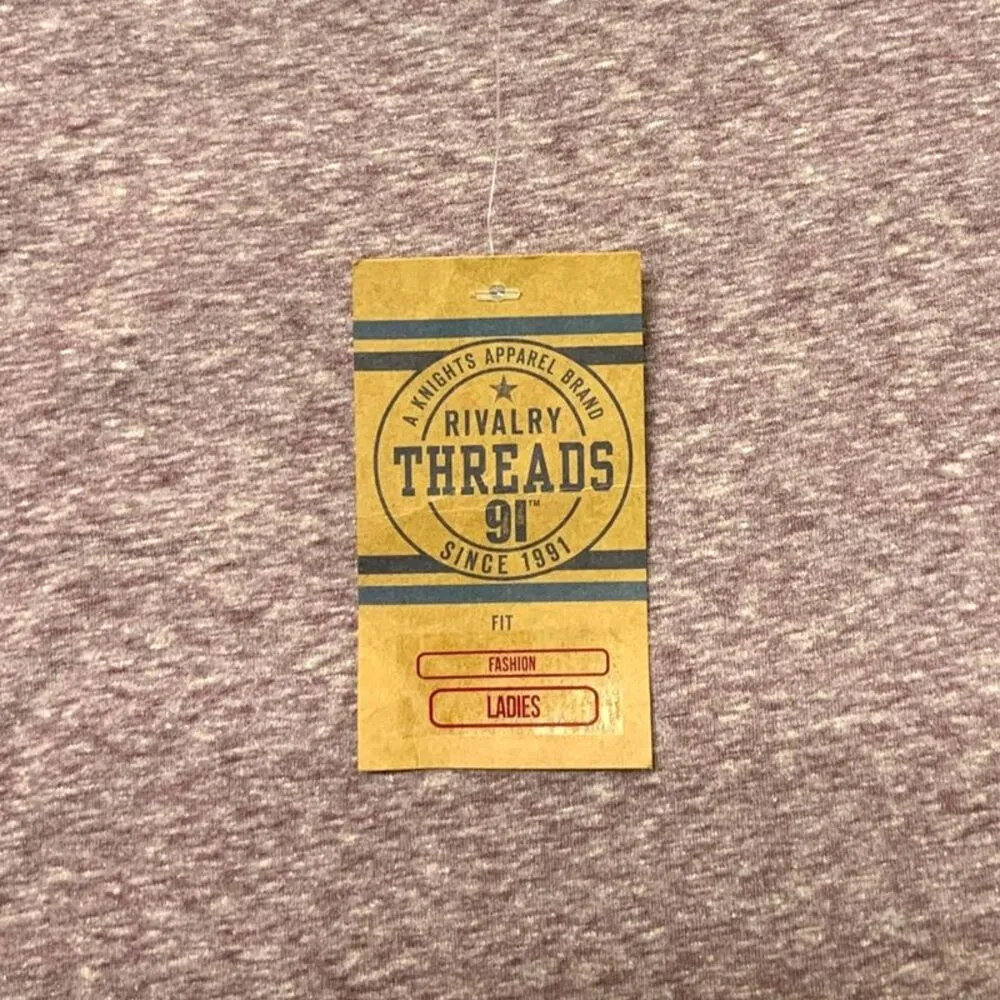 A KNIGHTS APPAREL BRAND
RIVALRY
THREADS
91™
SINCE 1991
FIT
FASHION
LADIES